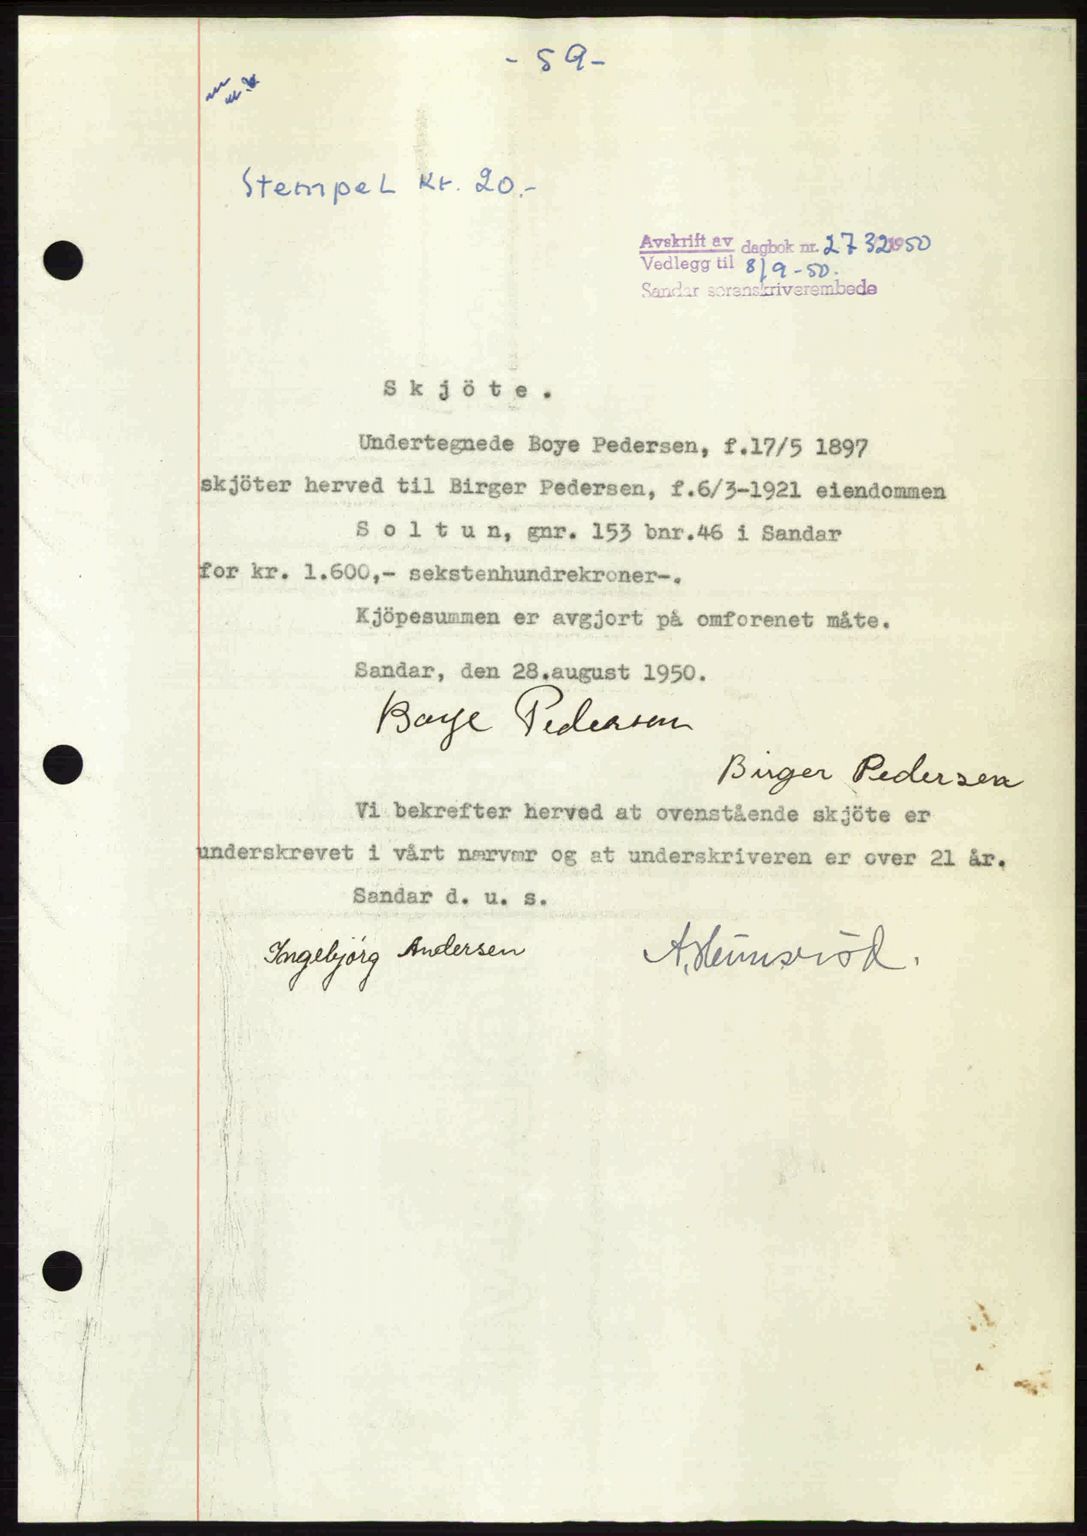 - 59 -
Stempel kr. 20.-
Avskrift av dagbok nr. 2732 1950
Vedlegg til 8/9-50.
Sandar sorenskriverembede
Skjöte.
Undertegnede Boye Pedersen, f.17/5 1897
skjöter herved til Birger Pedersen, f.6/3-1921 eiendommen
Soltun, gnr. 153 bnr.46 i Sandar
for kr. 1.600,- sekstenhundrekroner-.
Kjöpesummen er avgjort på omforenet måte.
Sandar, den 28.august 1950.
Boye Pedersen
Birger Pedersen
Vi bekrefter herved at ovenstående skjöte er
underskrevet i vårt nærvær og at underskriveren er over 21 år.
Sandar d. u. s.
Ingebjørg Andersen
A.